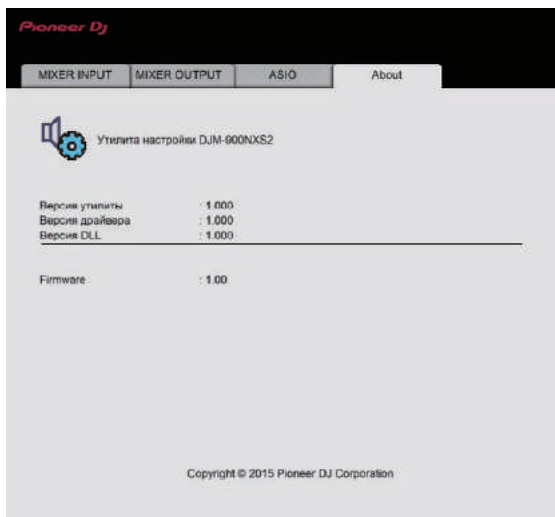 Pioneer Dj
MIXER INPUT MIXER OUTPUT ASIO About
Утилита настройки DJM-900NXS2
Версия утилиты : 1.000
Версия драйвера : 1.000
Версия DLL : 1.000
Firmware : 1.00
Copyright © 2015 Pioneer DJ Corporation